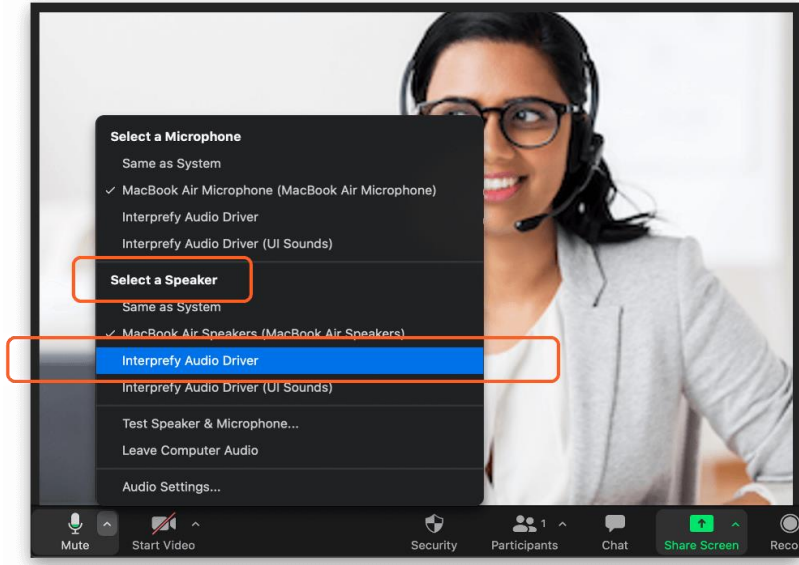 Select a Microphone
Same as System
✓ MacBook Air Microphone (MacBook Air Microphone)
Interprefy Audio Driver
Interprefy Audio Driver (UI Sounds)
Select a Speaker
Same as System
✓ MacBook Air Speakers (MacBook Air Speakers)
Interprefy Audio Driver
Interprefy Audio Driver (UI Sounds)
Test Speaker & Microphone...
Leave Computer Audio
Audio Settings...
1
Mute Start Video Security Participants Chat Share Screen Reco